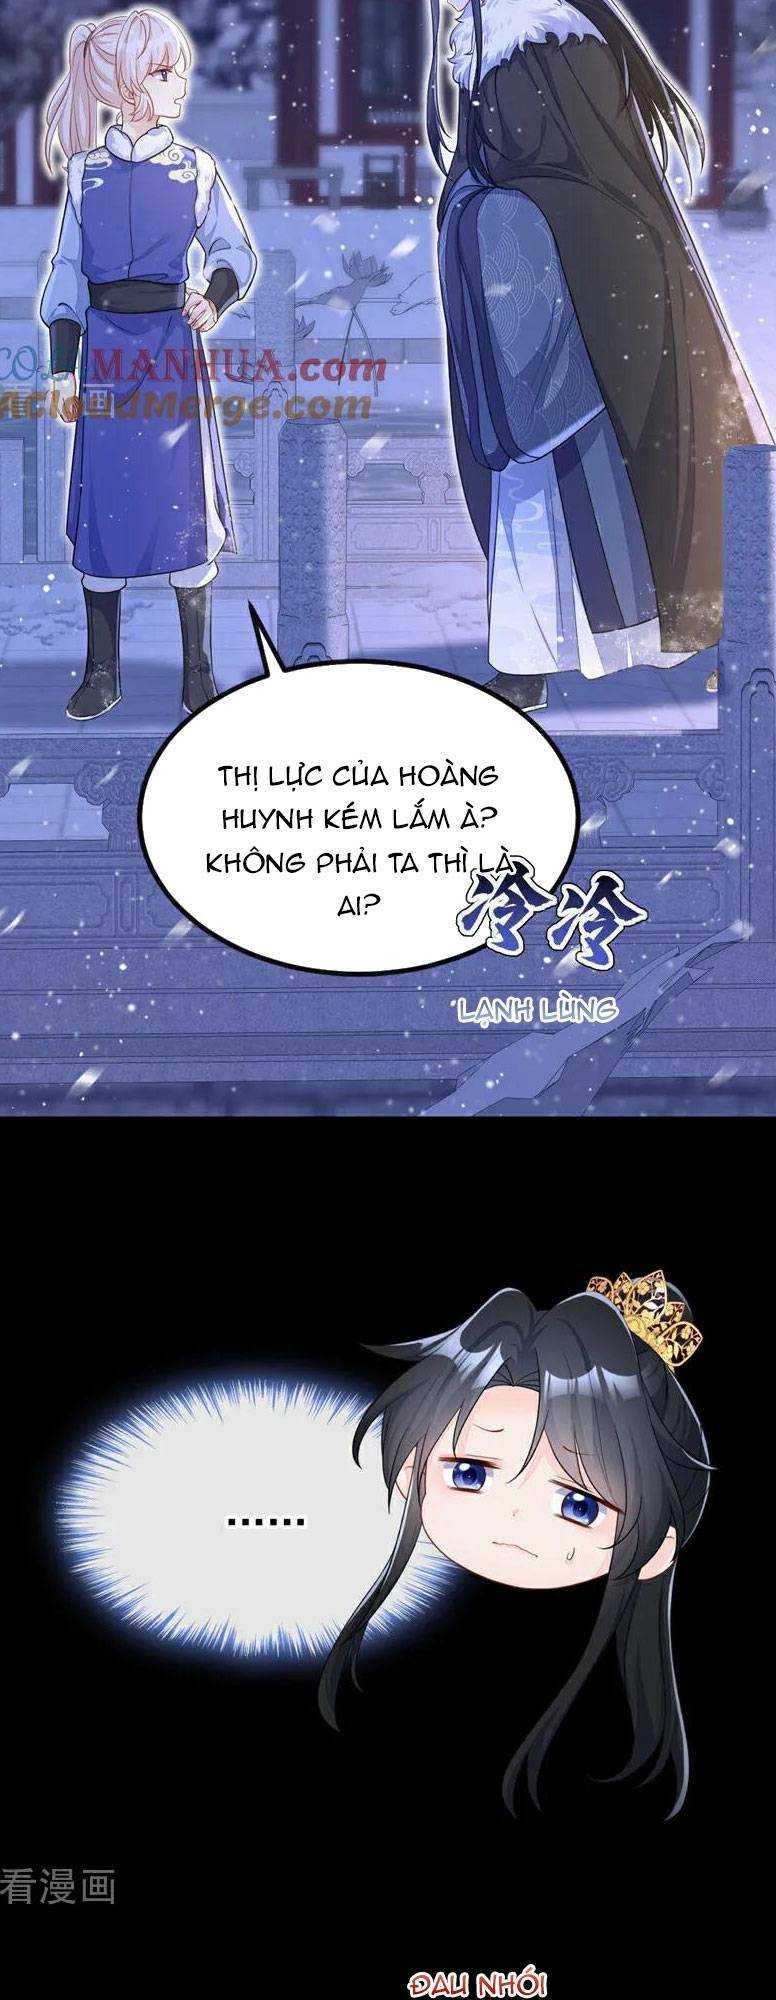 MANHUA.com
AcloudMerge.com
THỊ LỰC CỦA HOÀNG
HUYNH KÉM LẮM À?
KHÔNG PHẢI TA THÌ LÀ
AI?
冷冷
LẠNH LÙNG
......
看漫画
ĐAU NHÓI